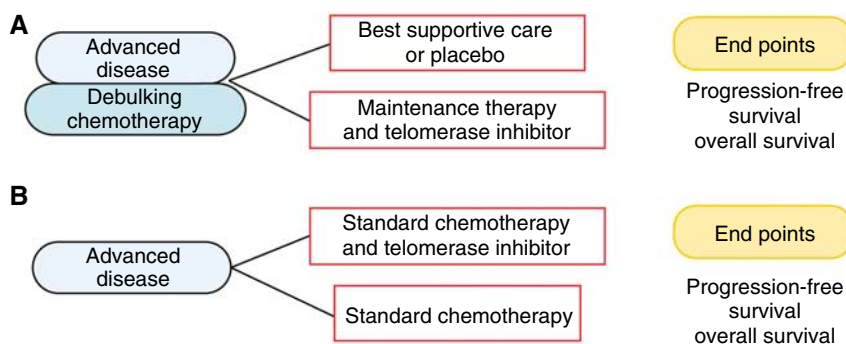 A
Advanced
disease
Debulking
chemotherapy
Best supportive care
or placebo
Maintenance therapy
and telomerase inhibitor
End points
Progression-free
survival
overall survival
B
Advanced
disease
Standard chemotherapy
and telomerase inhibitor
Standard chemotherapy
End points
Progression-free
survival
overall survival